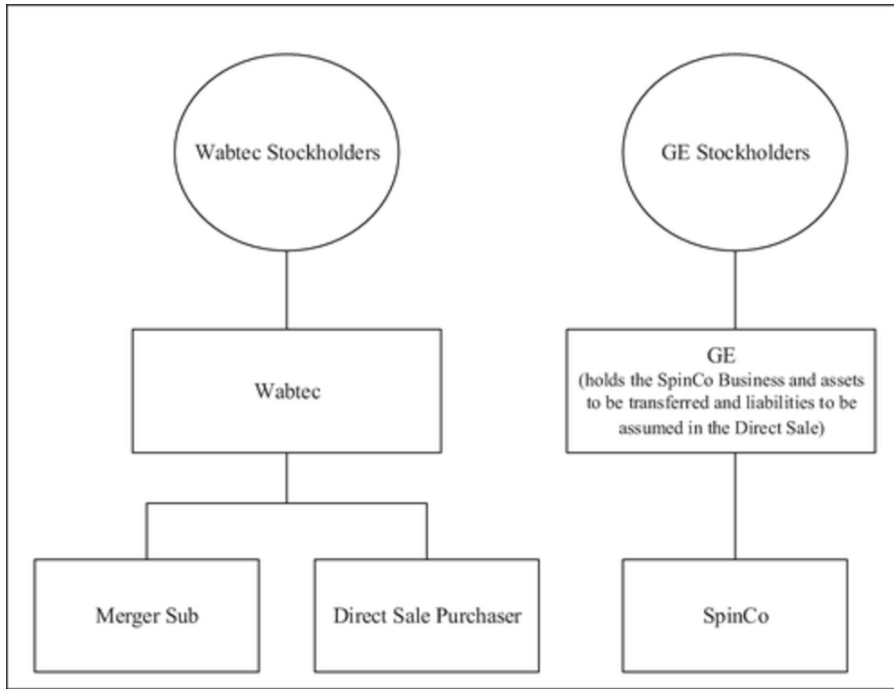 Wabtec Stockholders
GE Stockholders
Wabtec
GE
(holds the SpinCo Business and assets
to be transferred and liabilities to be
assumed in the Direct Sale)
Merger Sub
Direct Sale Purchaser
SpinCo